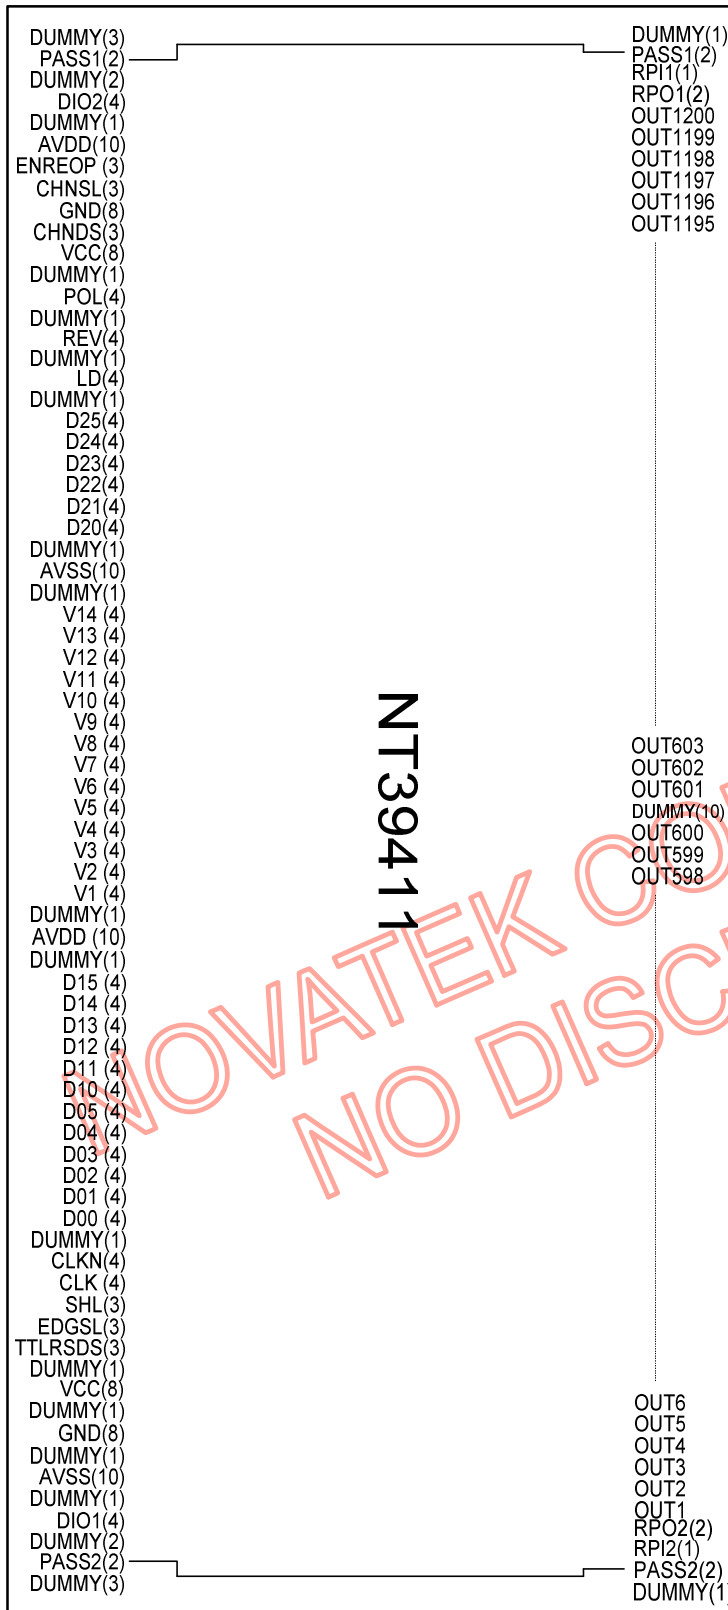 DUMMY(3)
PASS1(2)
DUMMY(2)
DIO2(4)
DUMMY(1)
AVDD(10)
ENREOP (3)
CHNSL(3)
GND(8)
CHNDS(3)
VCC(8)
DUMMY(1)
POL(4)
DUMMY(1)
REV(4)
DUMMY(1)
LD(4)
DUMMY(1)
D25(4)
D24(4)
D23(4)
D22(4)
D21(4)
D20(4)
DUMMY(1)
AVSS(10)
DUMMY(1)
V14 (4)
V13 (4)
V12 (4)
V11 (4)
V10 (4)
V9 (4)
V8 (4)
V7 (4)
V6 (4)
V5 (4)
V4 (4)
V3 (4)
V2 (4)
V1 (4)
DUMMY(1)
AVDD (10)
DUMMY(1)
D15 (4)
D14 (4)
D13 (4)
D12 (4)
D11 (4)
D10 (4)
D05 (4)
D04 (4)
D03 (4)
D02 (4)
D01 (4)
D00 (4)
DUMMY(1)
CLKN(4)
CLK (4)
SHL(3)
EDGSL(3)
TTLRSDS(3)
DUMMY(1)
VCC(8)
DUMMY(1)
GND(8)
DUMMY(1)
AVSS(10)
DUMMY(1)
DIO1(4)
DUMMY(2)
PASS2(2)
DUMMY(3)
NT39411
DUMMY(1)
PASS1(2)
RPI1(1)
RPO1(2)
OUT1200
OUT1199
OUT1198
OUT1197
OUT1196
OUT1195
OUT603
OUT602
OUT601
DUMMY(10)
OUT600
OUT599
OUT598
OUT6
OUT5
OUT4
OUT3
OUT2
OUT1
RPO2(2)
RPI2(1)
PASS2(2)
DUMMY(1
NOVATEK CO
NO DISC